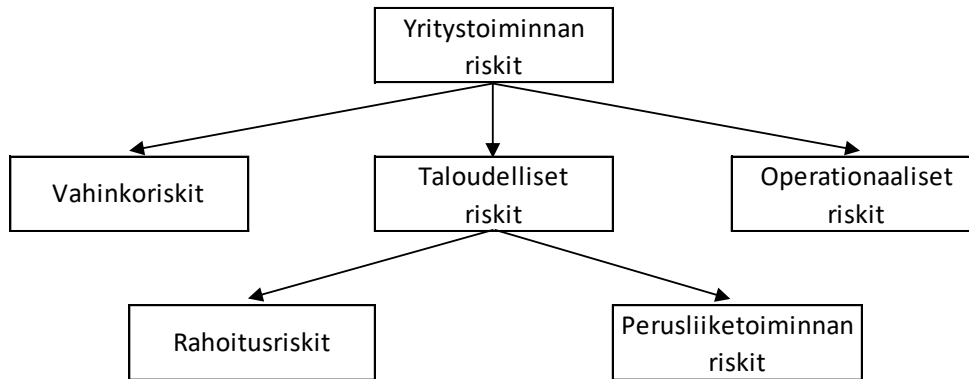 Yritystoiminnan
riskit
Vahinkoriskit
Taloudelliset
riskit
Operationaaliset
riskit
Rahoitusriskit
Perusliiketoiminnan
riskit